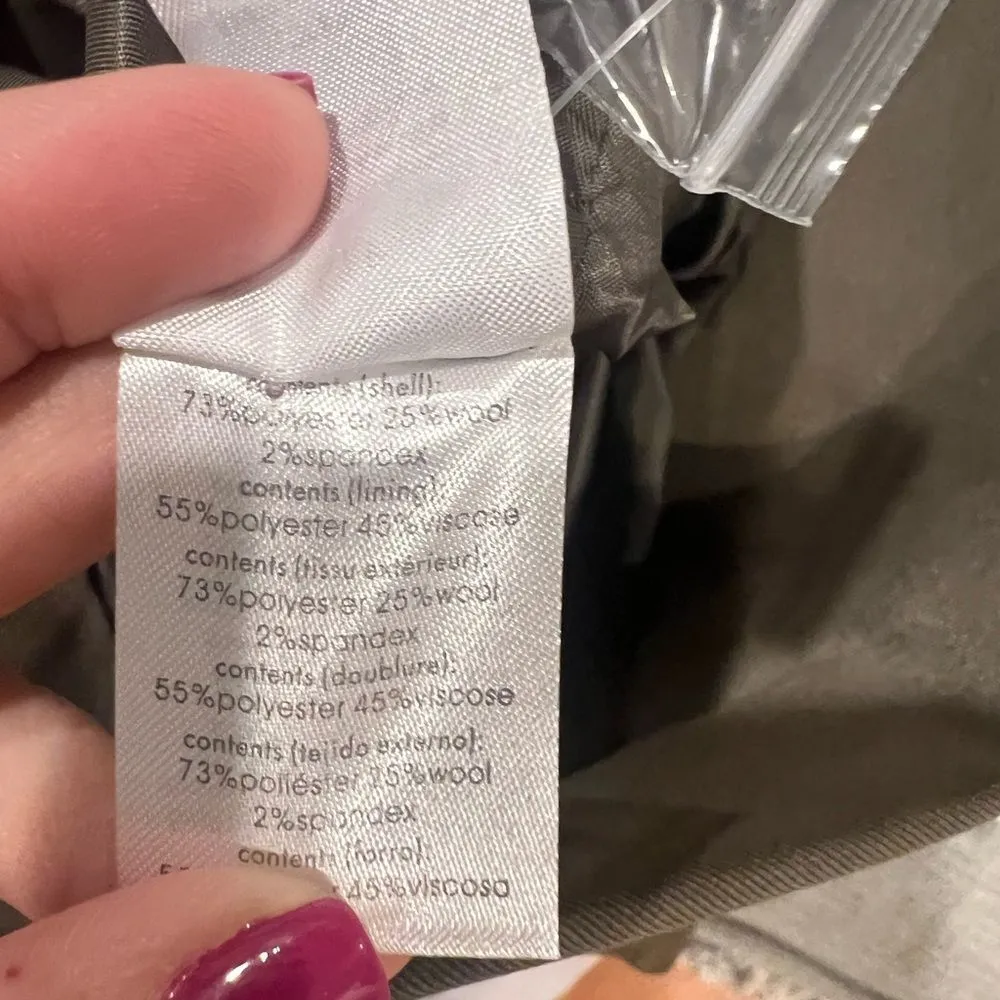 contents (shell):
73%polyester 25%wool
2%spandex
contents (lining):
55%polyester 45%viscose
contents (tissu extérieur):
73%polyester 25%wool
2%spandex
contents (doublure):
55%polyester 45%viscose
contents (tejido externo):
73%poliéster 25%wool
2%spandex
contents (forro):
45%viscosa